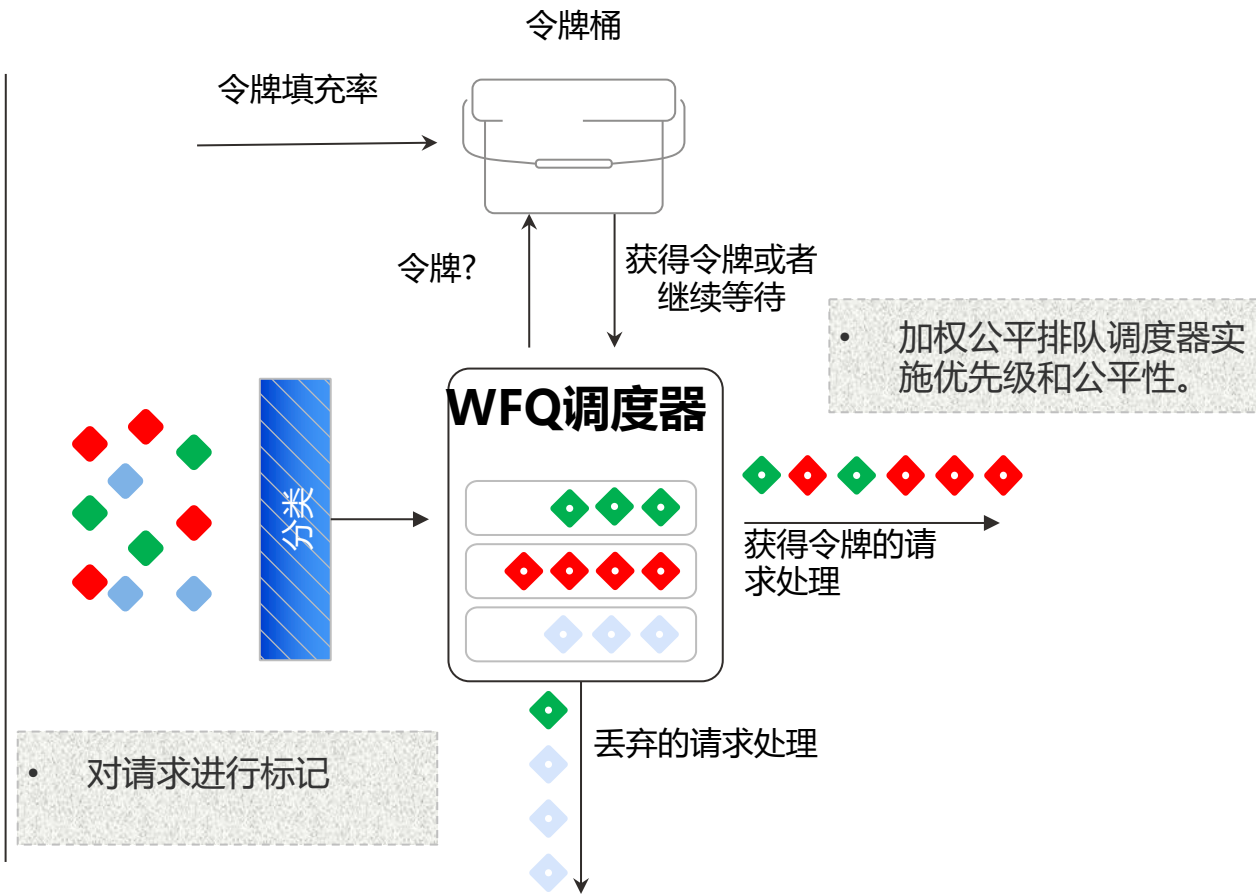 令牌桶
令牌填充率
令牌?
获得令牌或者
继续等待
• 加权公平排队调度器实
施优先级和公平性。
WFQ调度器
分类
获得令牌的请
求处理
丢弃的请求处理
• 对请求进行标记